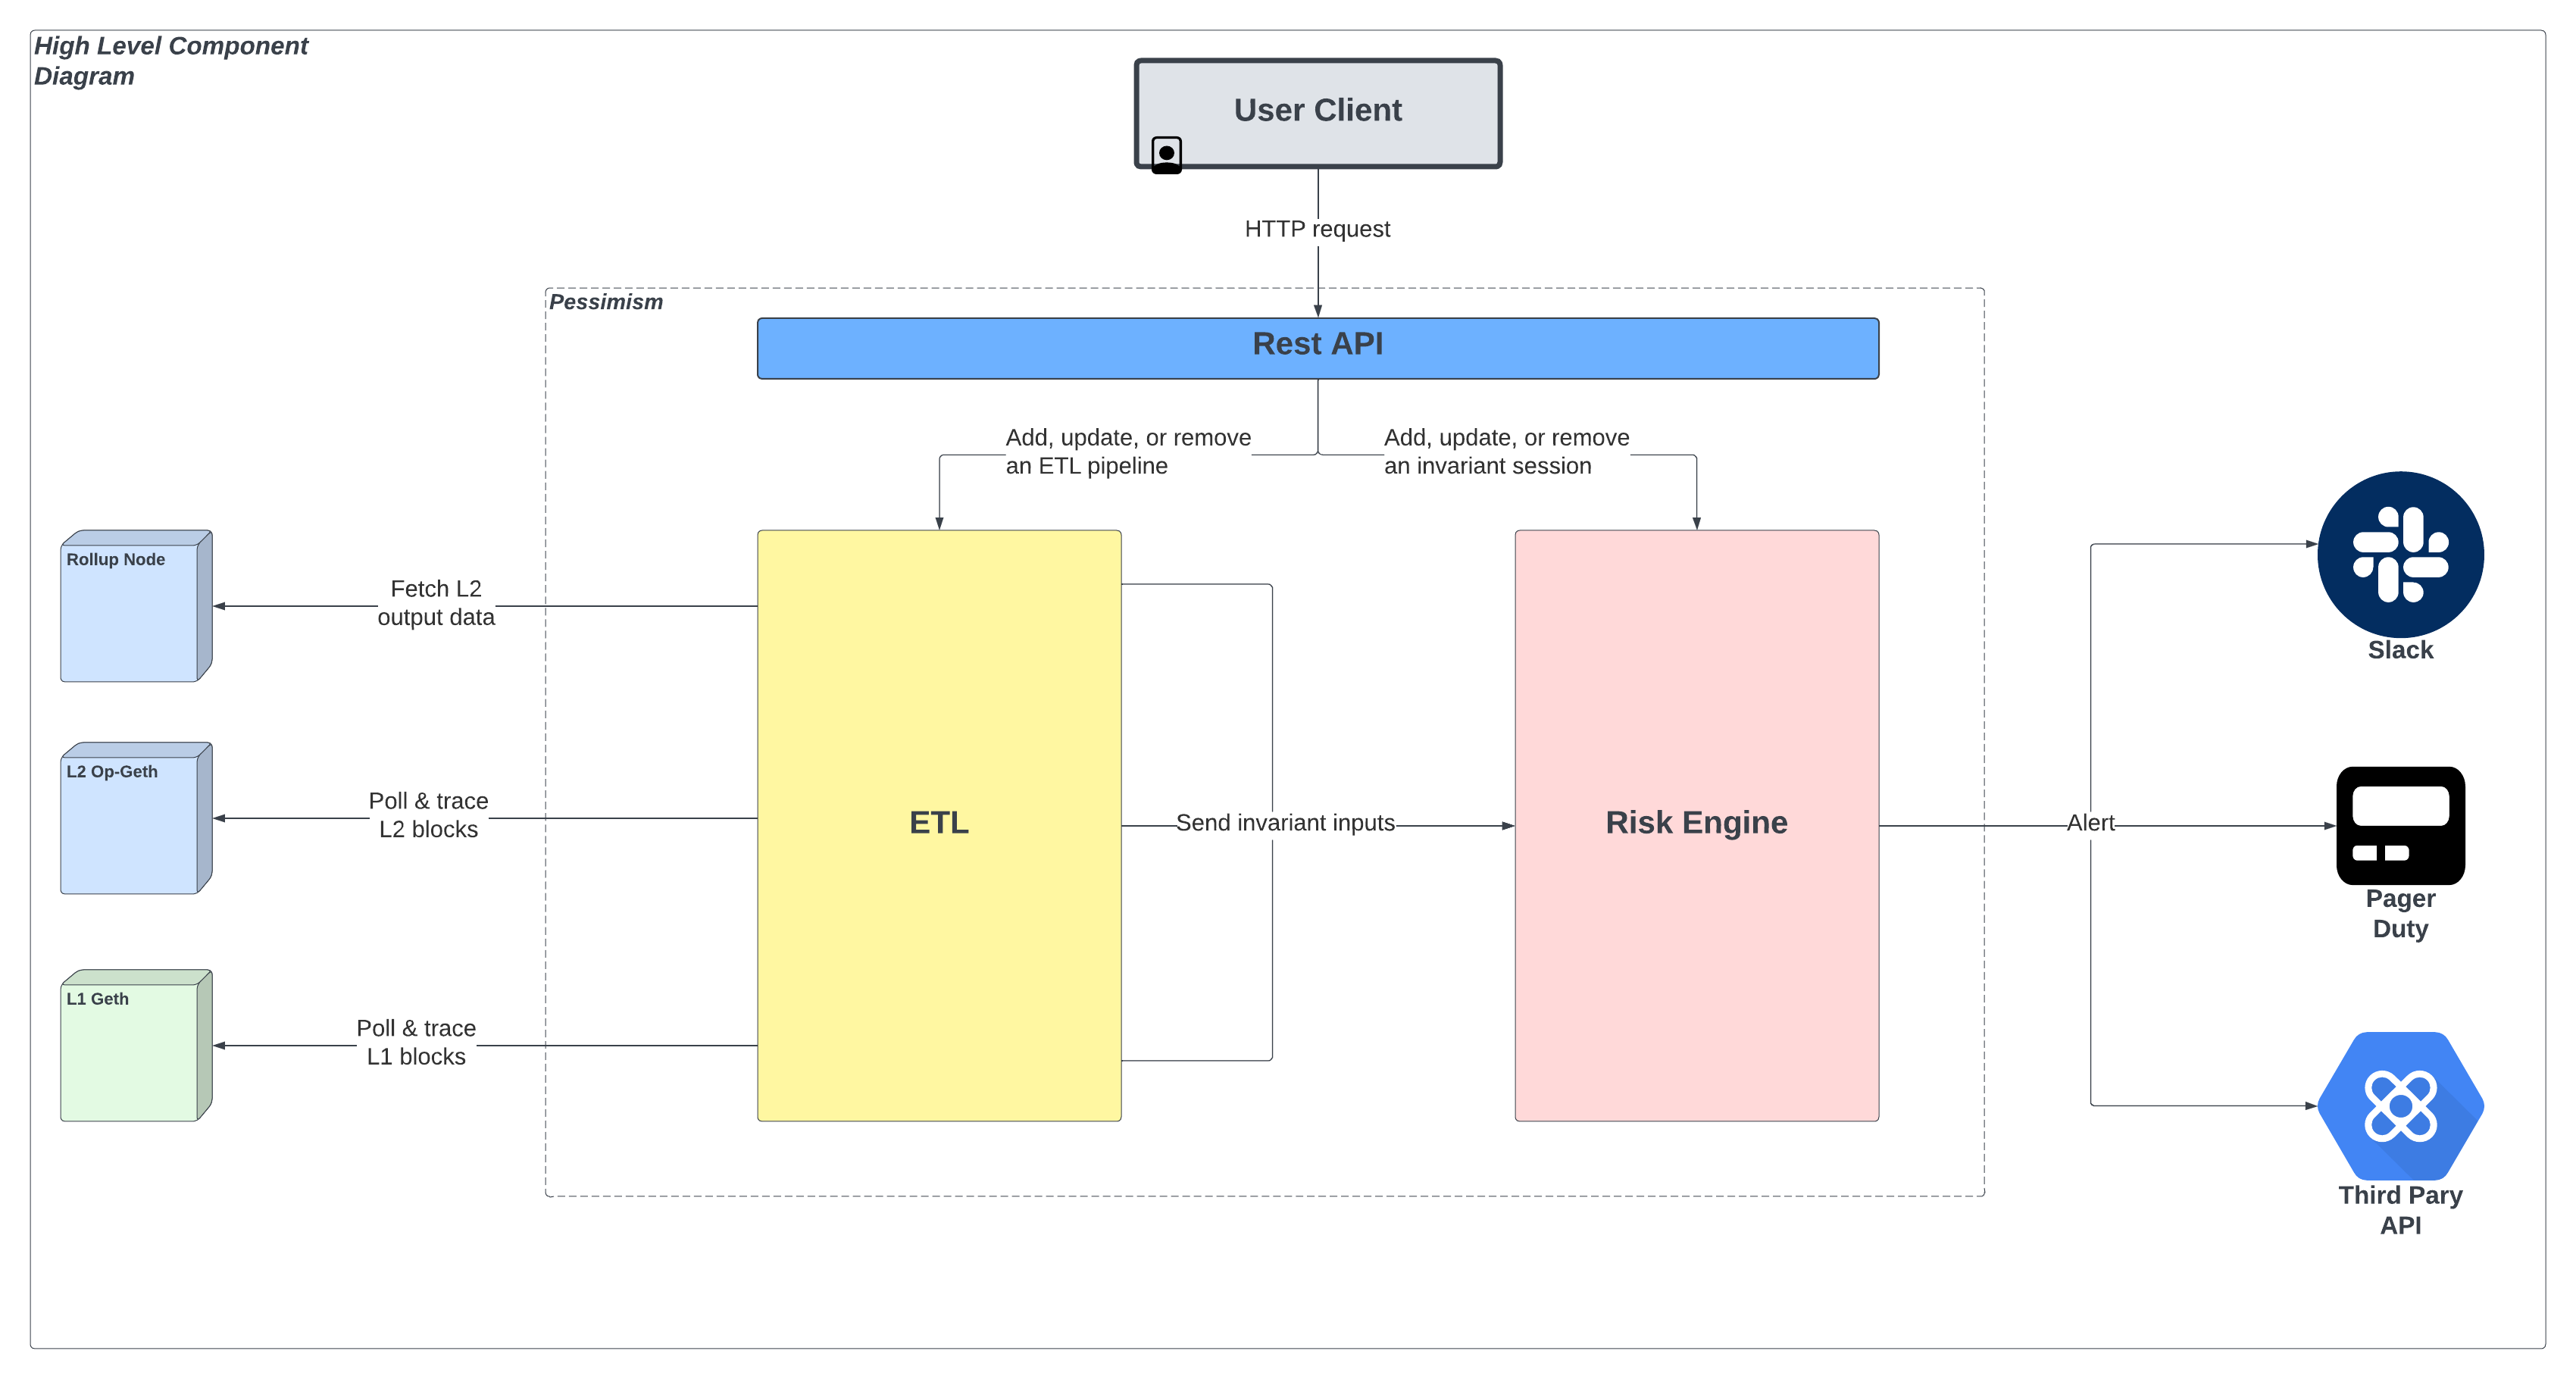 High Level Component
Diagram
User Client
HTTP request
Pessimism
Rest API
Add, update, or remove
an ETL pipeline
Add, update, or remove
an invariant session
Rollup Node
Fetch L2
output data
Slack
L2 Op-Geth
Poll & trace
L2 blocks
ETL
Send invariant inputs
Risk Engine
Alert
Pager
Duty
L1 Geth
Poll & trace
L1 blocks
Third Pary
API